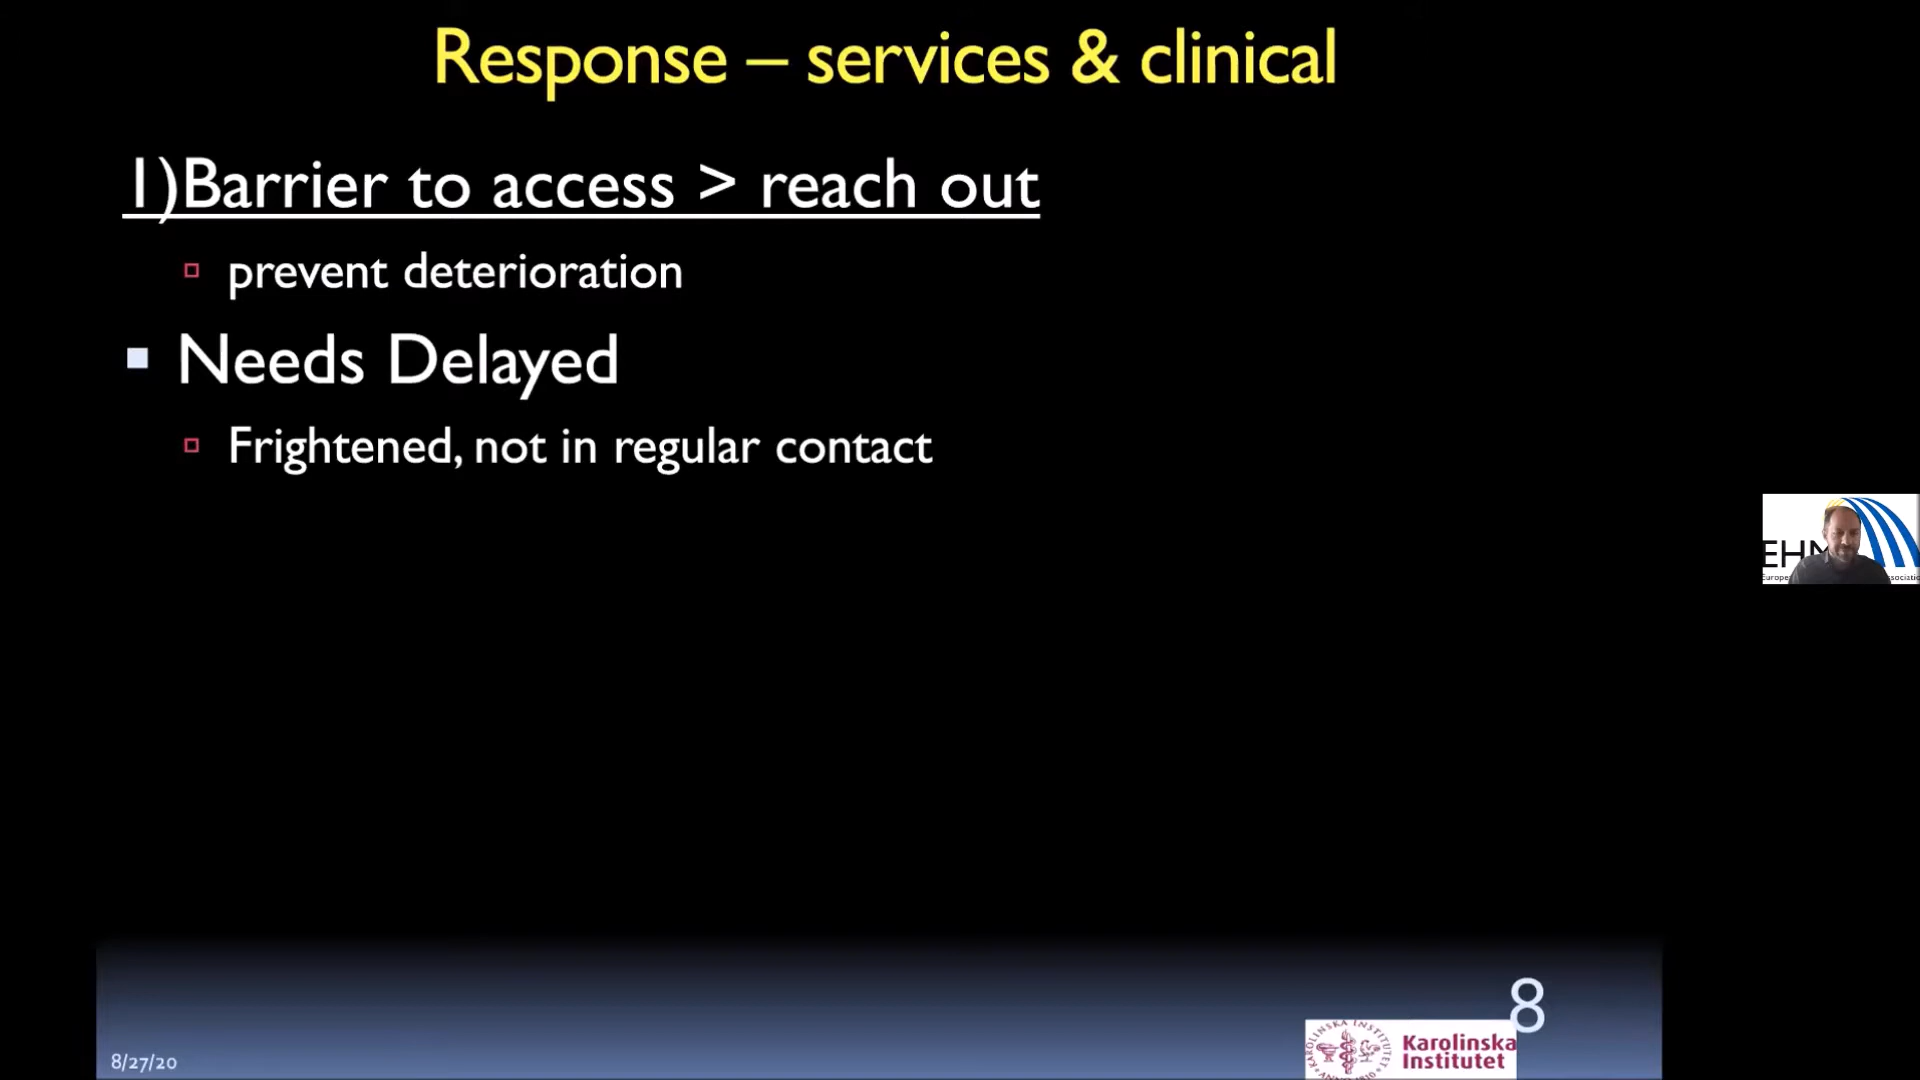 Response – services & clinical
1)Barrier to access > reach out
prevent deterioration
Needs Delayed
Frightened, not in regular contact
EHM
8
Karolinska
Institutet
8/27/20